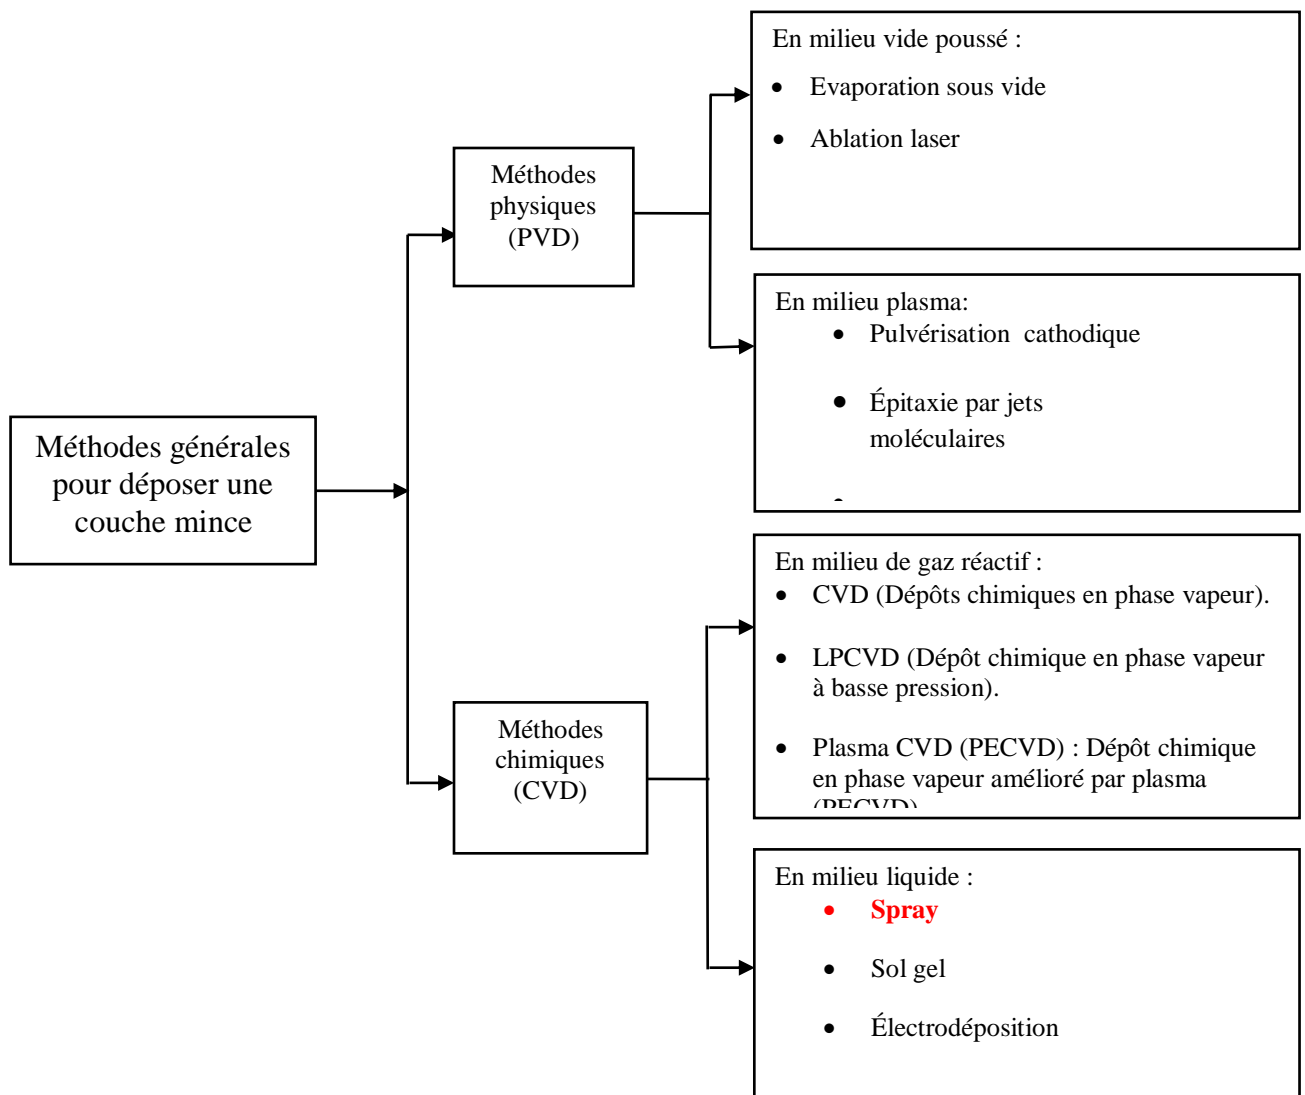 Méthodes générales
pour déposer une
couche mince
Méthodes
physiques
(PVD)
En milieu vide poussé :
• Evaporation sous vide
• Ablation laser
En milieu plasma:
• Pulvérisation cathodique
• Épitaxie par jets
moléculaires
•
Méthodes
chimiques
(CVD)
En milieu de gaz réactif :
• CVD (Dépôts chimiques en phase vapeur).
• LPCVD (Dépôt chimique en phase vapeur
à basse pression).
• Plasma CVD (PECVD) : Dépôt chimique
en phase vapeur amélioré par plasma
(PECVD)
En milieu liquide :
• Spray
• Sol gel
• Électrodéposition